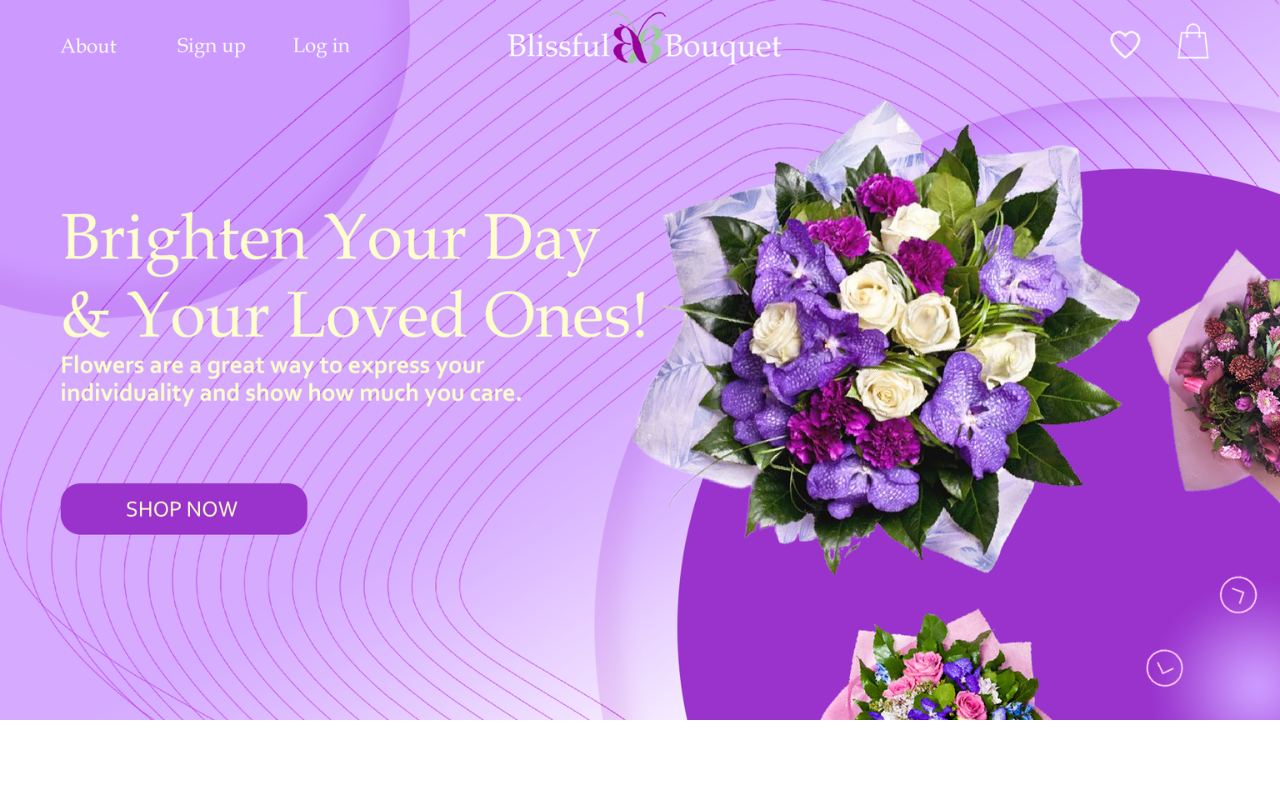 About
Sign up
Log in
Blissful Bouquet
Brighten Your Day
& Your Loved Ones!
Flowers are a great way to express your
individuality and show how much you care.
SHOP NOW